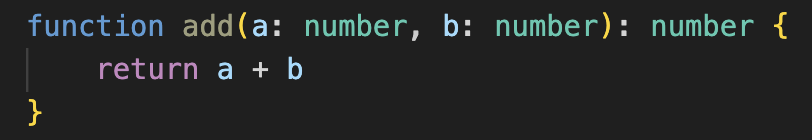 function add(a: number, b: number): number {
    return a + b
}